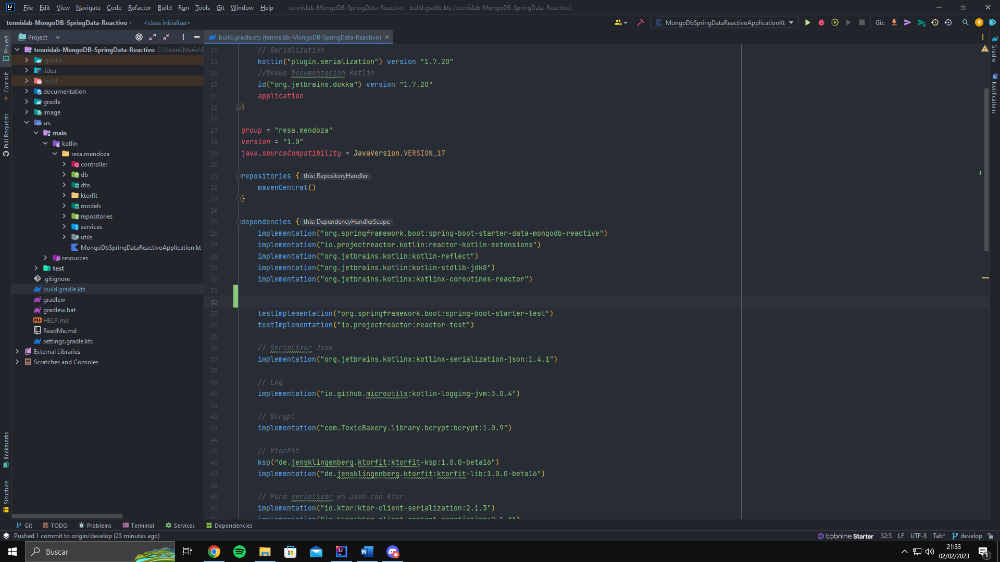 File Edit View Navigate Code Refactor Build Run Tools Git Window Help tennislab-MongoDB-SpringData-Reactivo - build.gradle.kts (tennislab-MongoDB-SpringData-Reactivo)
tennislab-MongoDB-SpringData-Reactivo <class initializer> MongoDbSpringDataReactivoApplicationKt Git:
Project build.gradle.kts (tennislab-MongoDB-SpringData-Reactivo)
tennislab-MongoDB-SpringData-Reactivo C:\Users\Mario\D
.gradle
.idea
build
documentation
gradle
image
src
main
kotlin
resa.mendoza
controller
db
dto
ktorfit
models
repositories
services
utils
MongoDbSpringDataReactivoApplication.kt
resources
test
.gitignore
build.gradle.kts
gradlew
gradlew.bat
HELP.md
ReadMe.md
settings.gradle.kts
External Libraries
Scratches and Consoles
Project
Commit
Pull Requests
Bookmarks
Structure
10 // Serialization
11 kotlin("plugin.serialization") version "1.7.20"
12 //Dokka Documentación Kotlin
13 id("org.jetbrains.dokka") version "1.7.20"
14 application
15 }
16
17 group = "resa.mendoza"
18 version = "1.0"
19 java.sourceCompatibility = JavaVersion.VERSION_17
20
21 repositories { this: RepositoryHandler
22 mavenCentral()
23 }
24
25 dependencies { this: DependencyHandlerScope
26 implementation("org.springframework.boot:spring-boot-starter-data-mongodb-reactive")
27 implementation("io.projectreactor.kotlin:reactor-kotlin-extensions")
28 implementation("org.jetbrains.kotlin:kotlin-reflect")
29 implementation("org.jetbrains.kotlin:kotlin-stdlib-jdk8")
30 implementation("org.jetbrains.kotlinx:kotlinx-coroutines-reactor")
31
32
33 testImplementation("org.springframework.boot:spring-boot-starter-test")
34 testImplementation("io.projectreactor:reactor-test")
35
36 // Serializar Json
37 implementation("org.jetbrains.kotlinx:kotlinx-serialization-json:1.4.1")
38
39 // Log
40 implementation("io.github.microutils:kotlin-logging-jvm:3.0.4")
41
42 // BCrypt
43 implementation("com.ToxicBakery.library.bcrypt:bcrypt:1.0.9")
44
45 // KtorFit
46 ksp("de.jensklingenberg.ktorfit:ktorfit-ksp:1.0.0-beta16")
47 implementation("de.jensklingenberg.ktorfit:ktorfit-lib:1.0.0-beta16")
48
49 // Para serializar en Json con Ktor
50 implementation("io.ktor:ktor-client-serialization:2.1.3")
51 implementation("io.ktor:ktor-client-content-negotiation:2.1.3")
Gradle
Notifications
Git TODO Problems Terminal Services Dependencies
Pushed 1 commit to origin/develop (23 minutes ago) tabnine Starter 32:5 LF UTF-8 Tab* develop
Buscar
21:33
02/02/2023
1